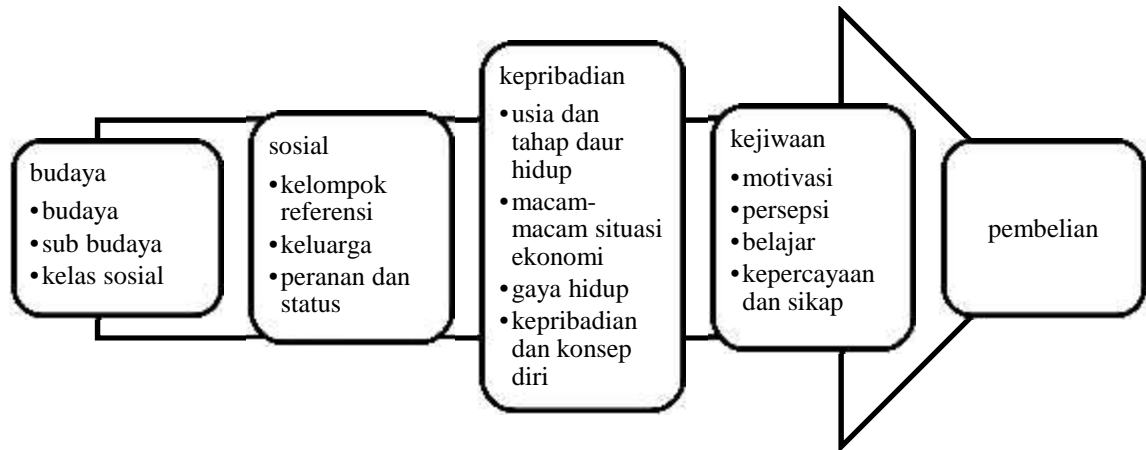 budaya
•budaya
•sub budaya
•kelas sosial
sosial
•kelompok
referensi
•keluarga
•peranan dan
status
kepribadian
•usia dan
tahap daur
hidup
•macam-
macam situasi
ekonomi
•gaya hidup
•kepribadian
dan konsep
diri
kejiwaan
•motivasi
•persepsi
•belajar
•kepercayaan
dan sikap
pembelian